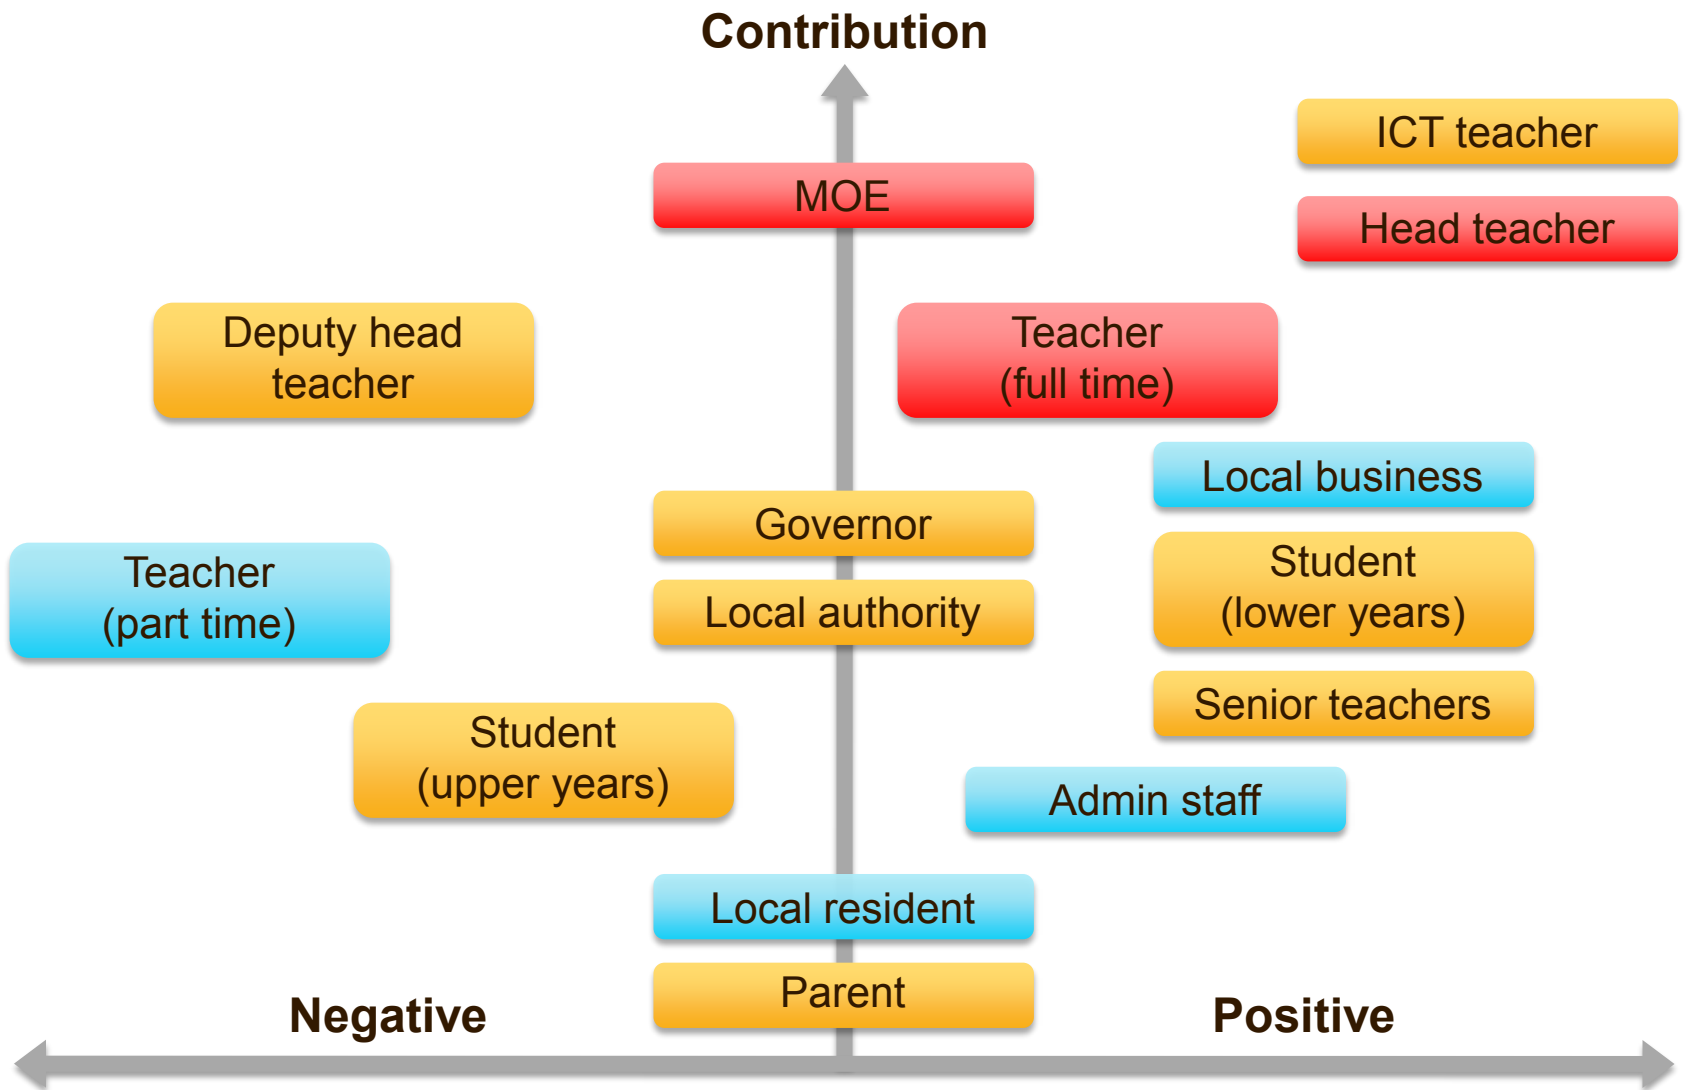 Contribution
ICT teacher
MOE
Head teacher
Deputy head
teacher
Teacher
(full time)
Local business
Governor
Student
(lower years)
Teacher
(part time)
Local authority
Senior teachers
Student
(upper years)
Admin staff
Local resident
Parent
Negative
Positive